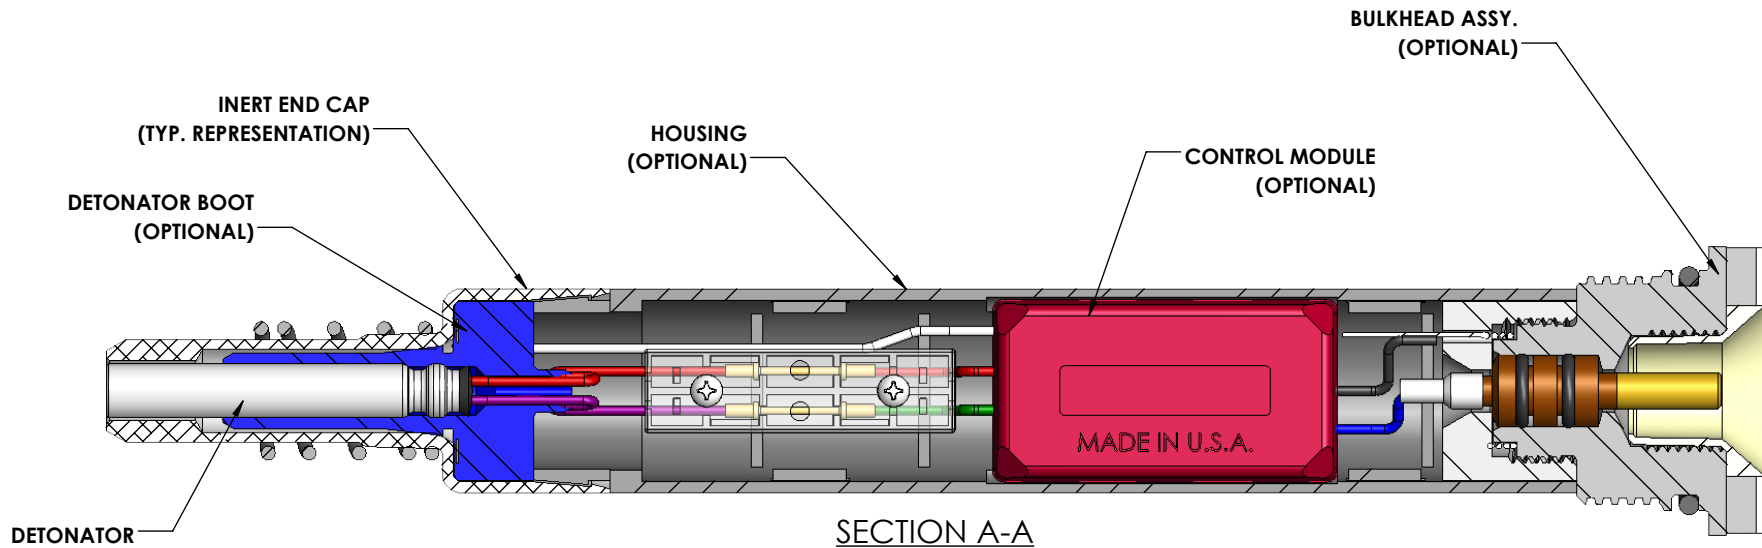 BULKHEAD ASSY.
(OPTIONAL)
INERT END CAP
(TYP. REPRESENTATION)
HOUSING
(OPTIONAL)
CONTROL MODULE
(OPTIONAL)
DETONATOR BOOT
(OPTIONAL)
MADE IN U.S.A.
DETONATOR
SECTION A-A